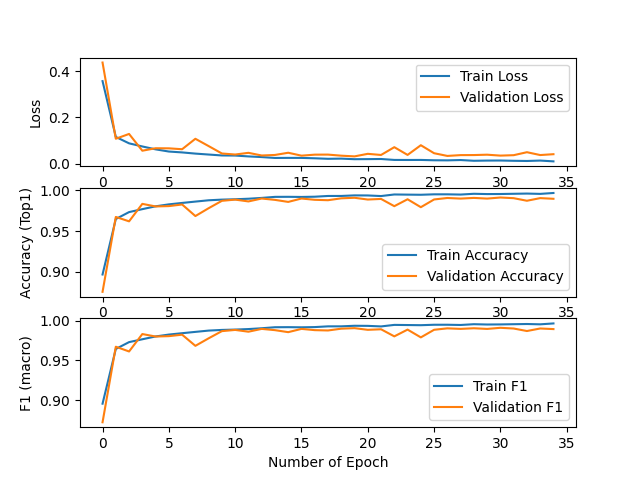 0.4
0.2
0.0
Loss
Train Loss
Validation Loss
0 5 10 15 20 25 30 35
1.00
0.95
0.90
Accuracy (Top1)
Train Accuracy
Validation Accuracy
0 5 10 15 20 25 30 35
1.00
0.95
0.90
F1 (macro)
Train F1
Validation F1
0 5 10 15 20 25 30 35
Number of Epoch